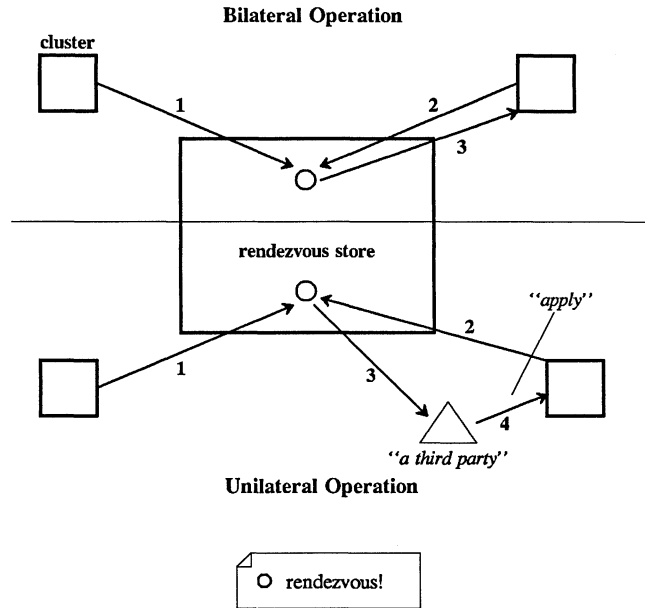 Bilateral Operation
cluster
1
2
3
rendezvous store
“apply”
2
1
3
4
“a third party”
Unilateral Operation
rendezvous!